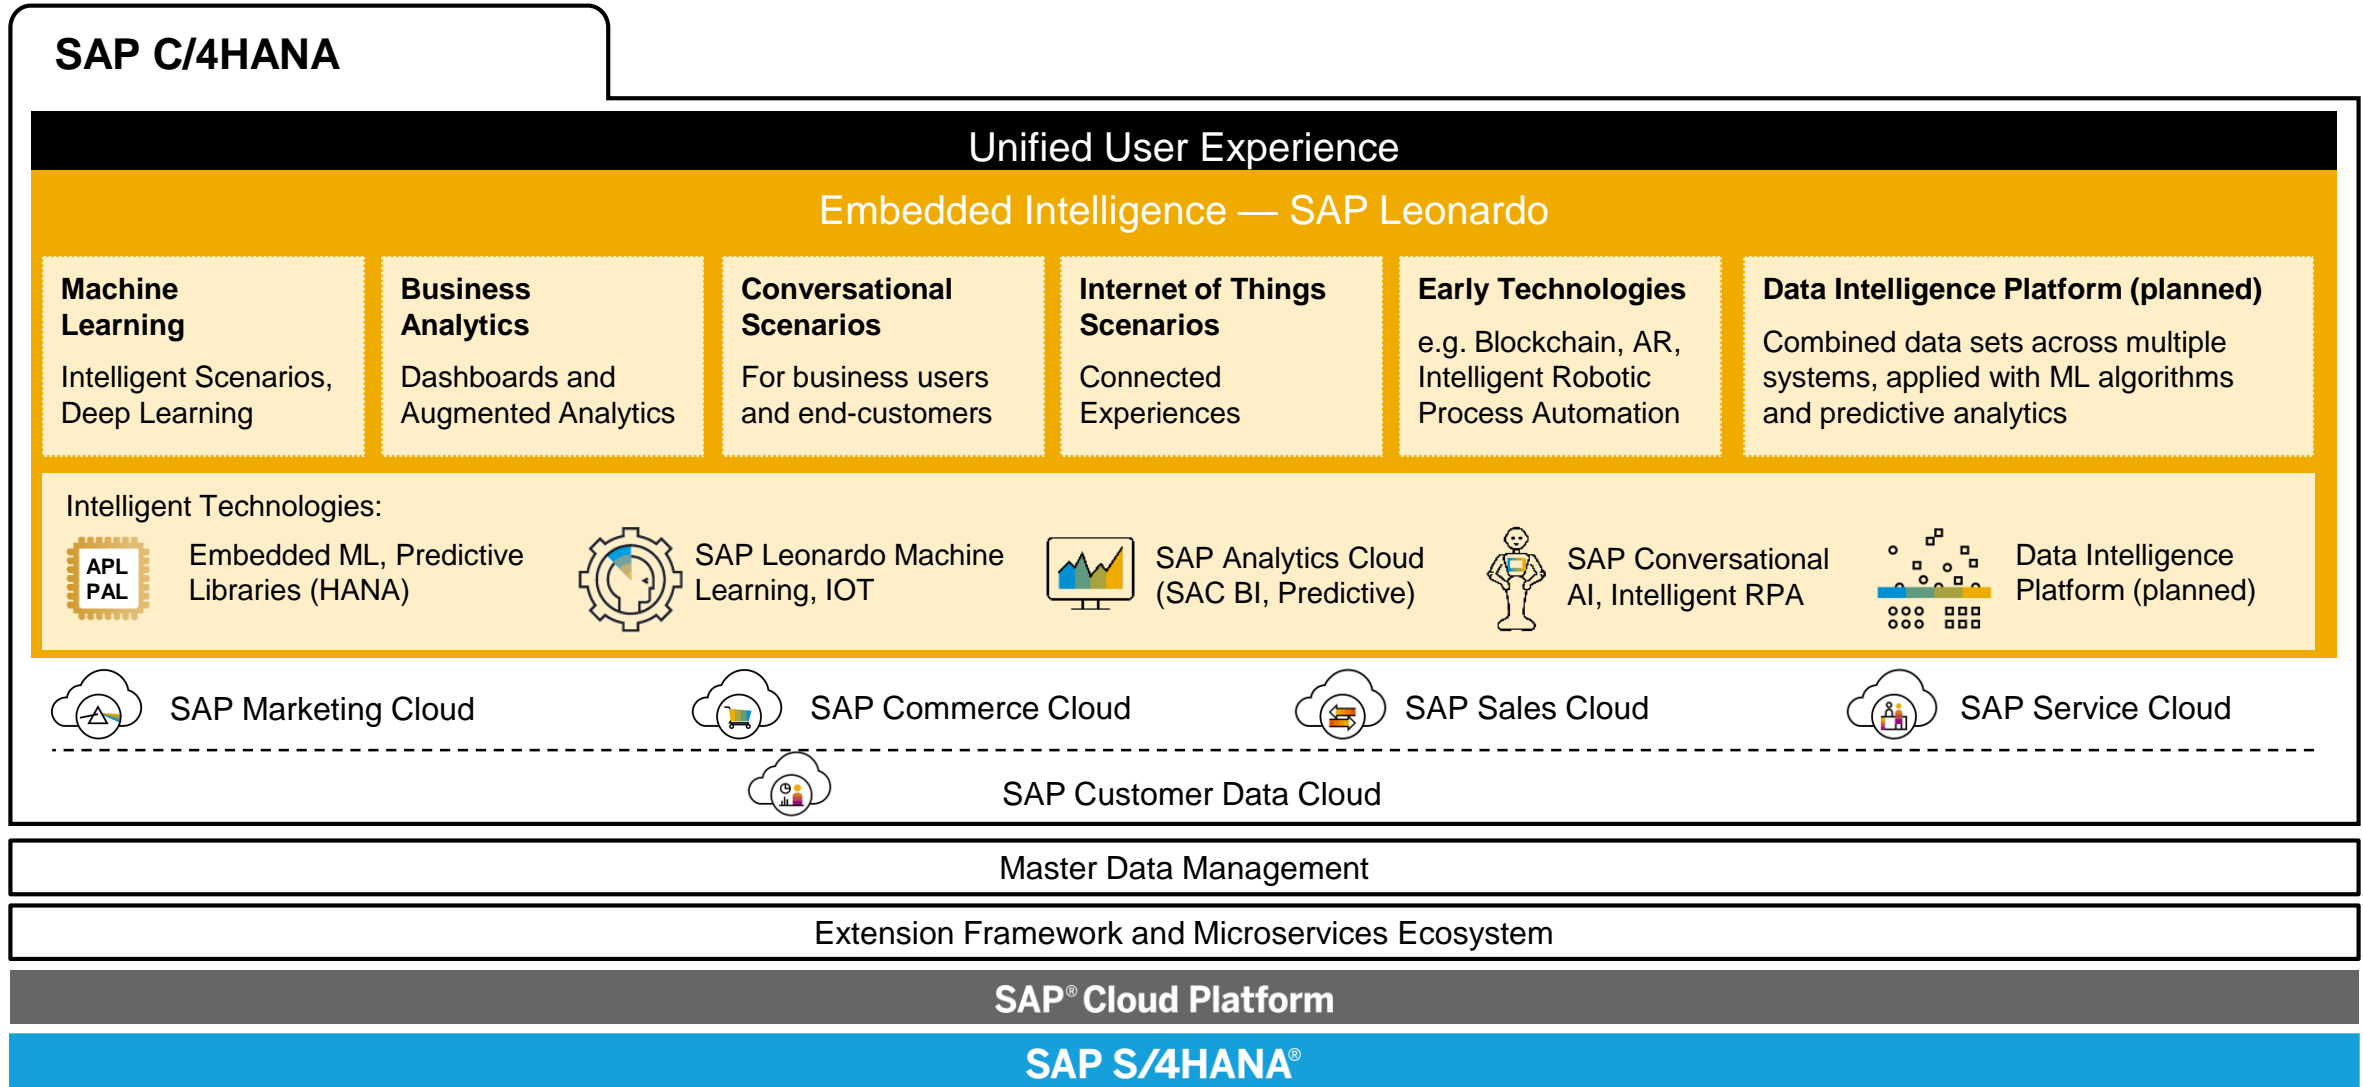 SAP C/4HANA
Unified User Experience
Embedded Intelligence — SAP Leonardo
Machine
Learning
Intelligent Scenarios,
Deep Learning
Business
Analytics
Dashboards and
Augmented Analytics
Conversational
Scenarios
For business users
and end-customers
Internet of Things
Scenarios
Connected
Experiences
Early Technologies
e.g. Blockchain, AR,
Intelligent Robotic
Process Automation
Data Intelligence Platform (planned)
Combined data sets across multiple
systems, applied with ML algorithms
and predictive analytics
Intelligent Technologies:
APL
PAL
Embedded ML, Predictive
Libraries (HANA)
SAP Leonardo Machine
Learning, IOT
SAP Analytics Cloud
(SAC BI, Predictive)
SAP Conversational
AI, Intelligent RPA
Data Intelligence
Platform (planned)
SAP Marketing Cloud
SAP Commerce Cloud
SAP Sales Cloud
SAP Service Cloud
SAP Customer Data Cloud
Master Data Management
Extension Framework and Microservices Ecosystem
SAP® Cloud Platform
SAP S/4HANA®